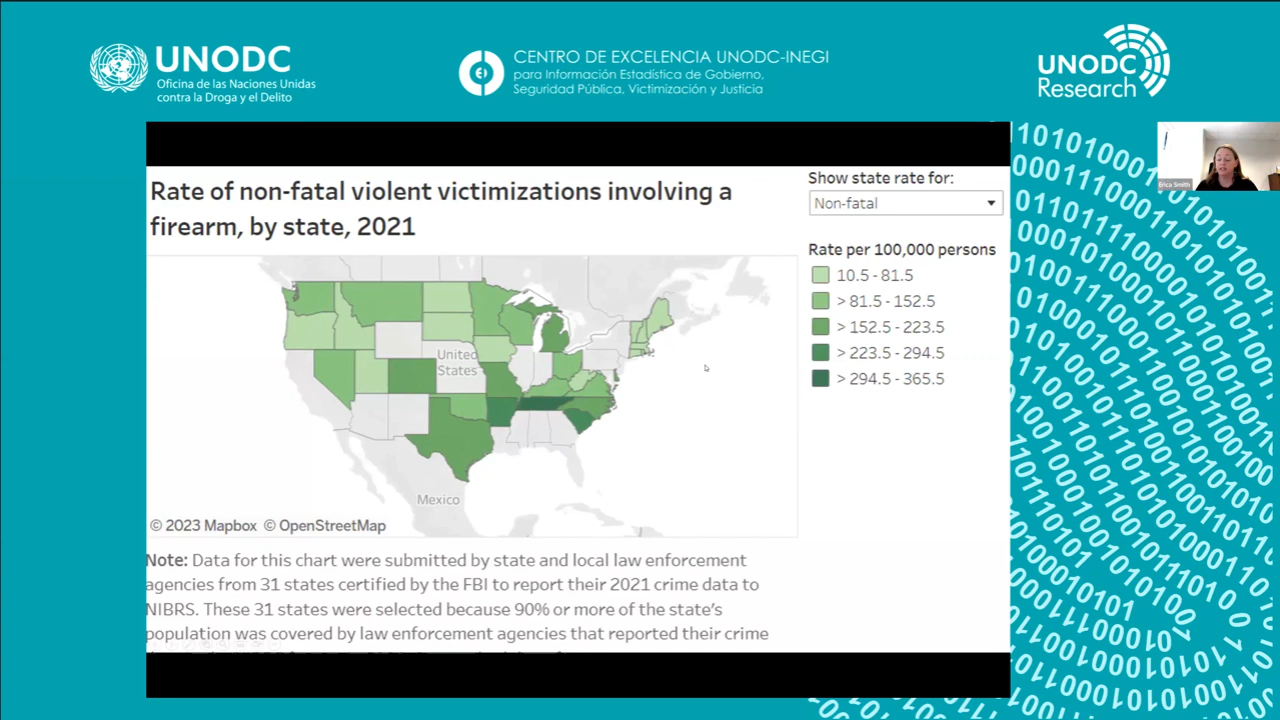 UNODC
Oficina de las Naciones Unidas
contra la Droga y el Delito
CENTRO DE EXCELENCIA UNODC-INEGI
para Información Estadística de Gobierno,
Seguridad Pública, Victimización y Justicia
UNODC
Research
Erica Smith
Rate of non-fatal violent victimizations involving a
firearm, by state, 2021
Show state rate for:
Non-fatal
Rate per 100,000 persons
10.5 - 81.5
> 81.5 - 152.5
> 152.5 - 223.5
> 223.5 - 294.5
> 294.5 - 365.5
United
States
Mexico
© 2023 Mapbox © OpenStreetMap
Note: Data for this chart were submitted by state and local law enforcement
agencies from 31 states certified by the FBI to report their 2021 crime data to
NIBRS. These 31 states were selected because 90% or more of the state's
population was covered by law enforcement agencies that reported their crime